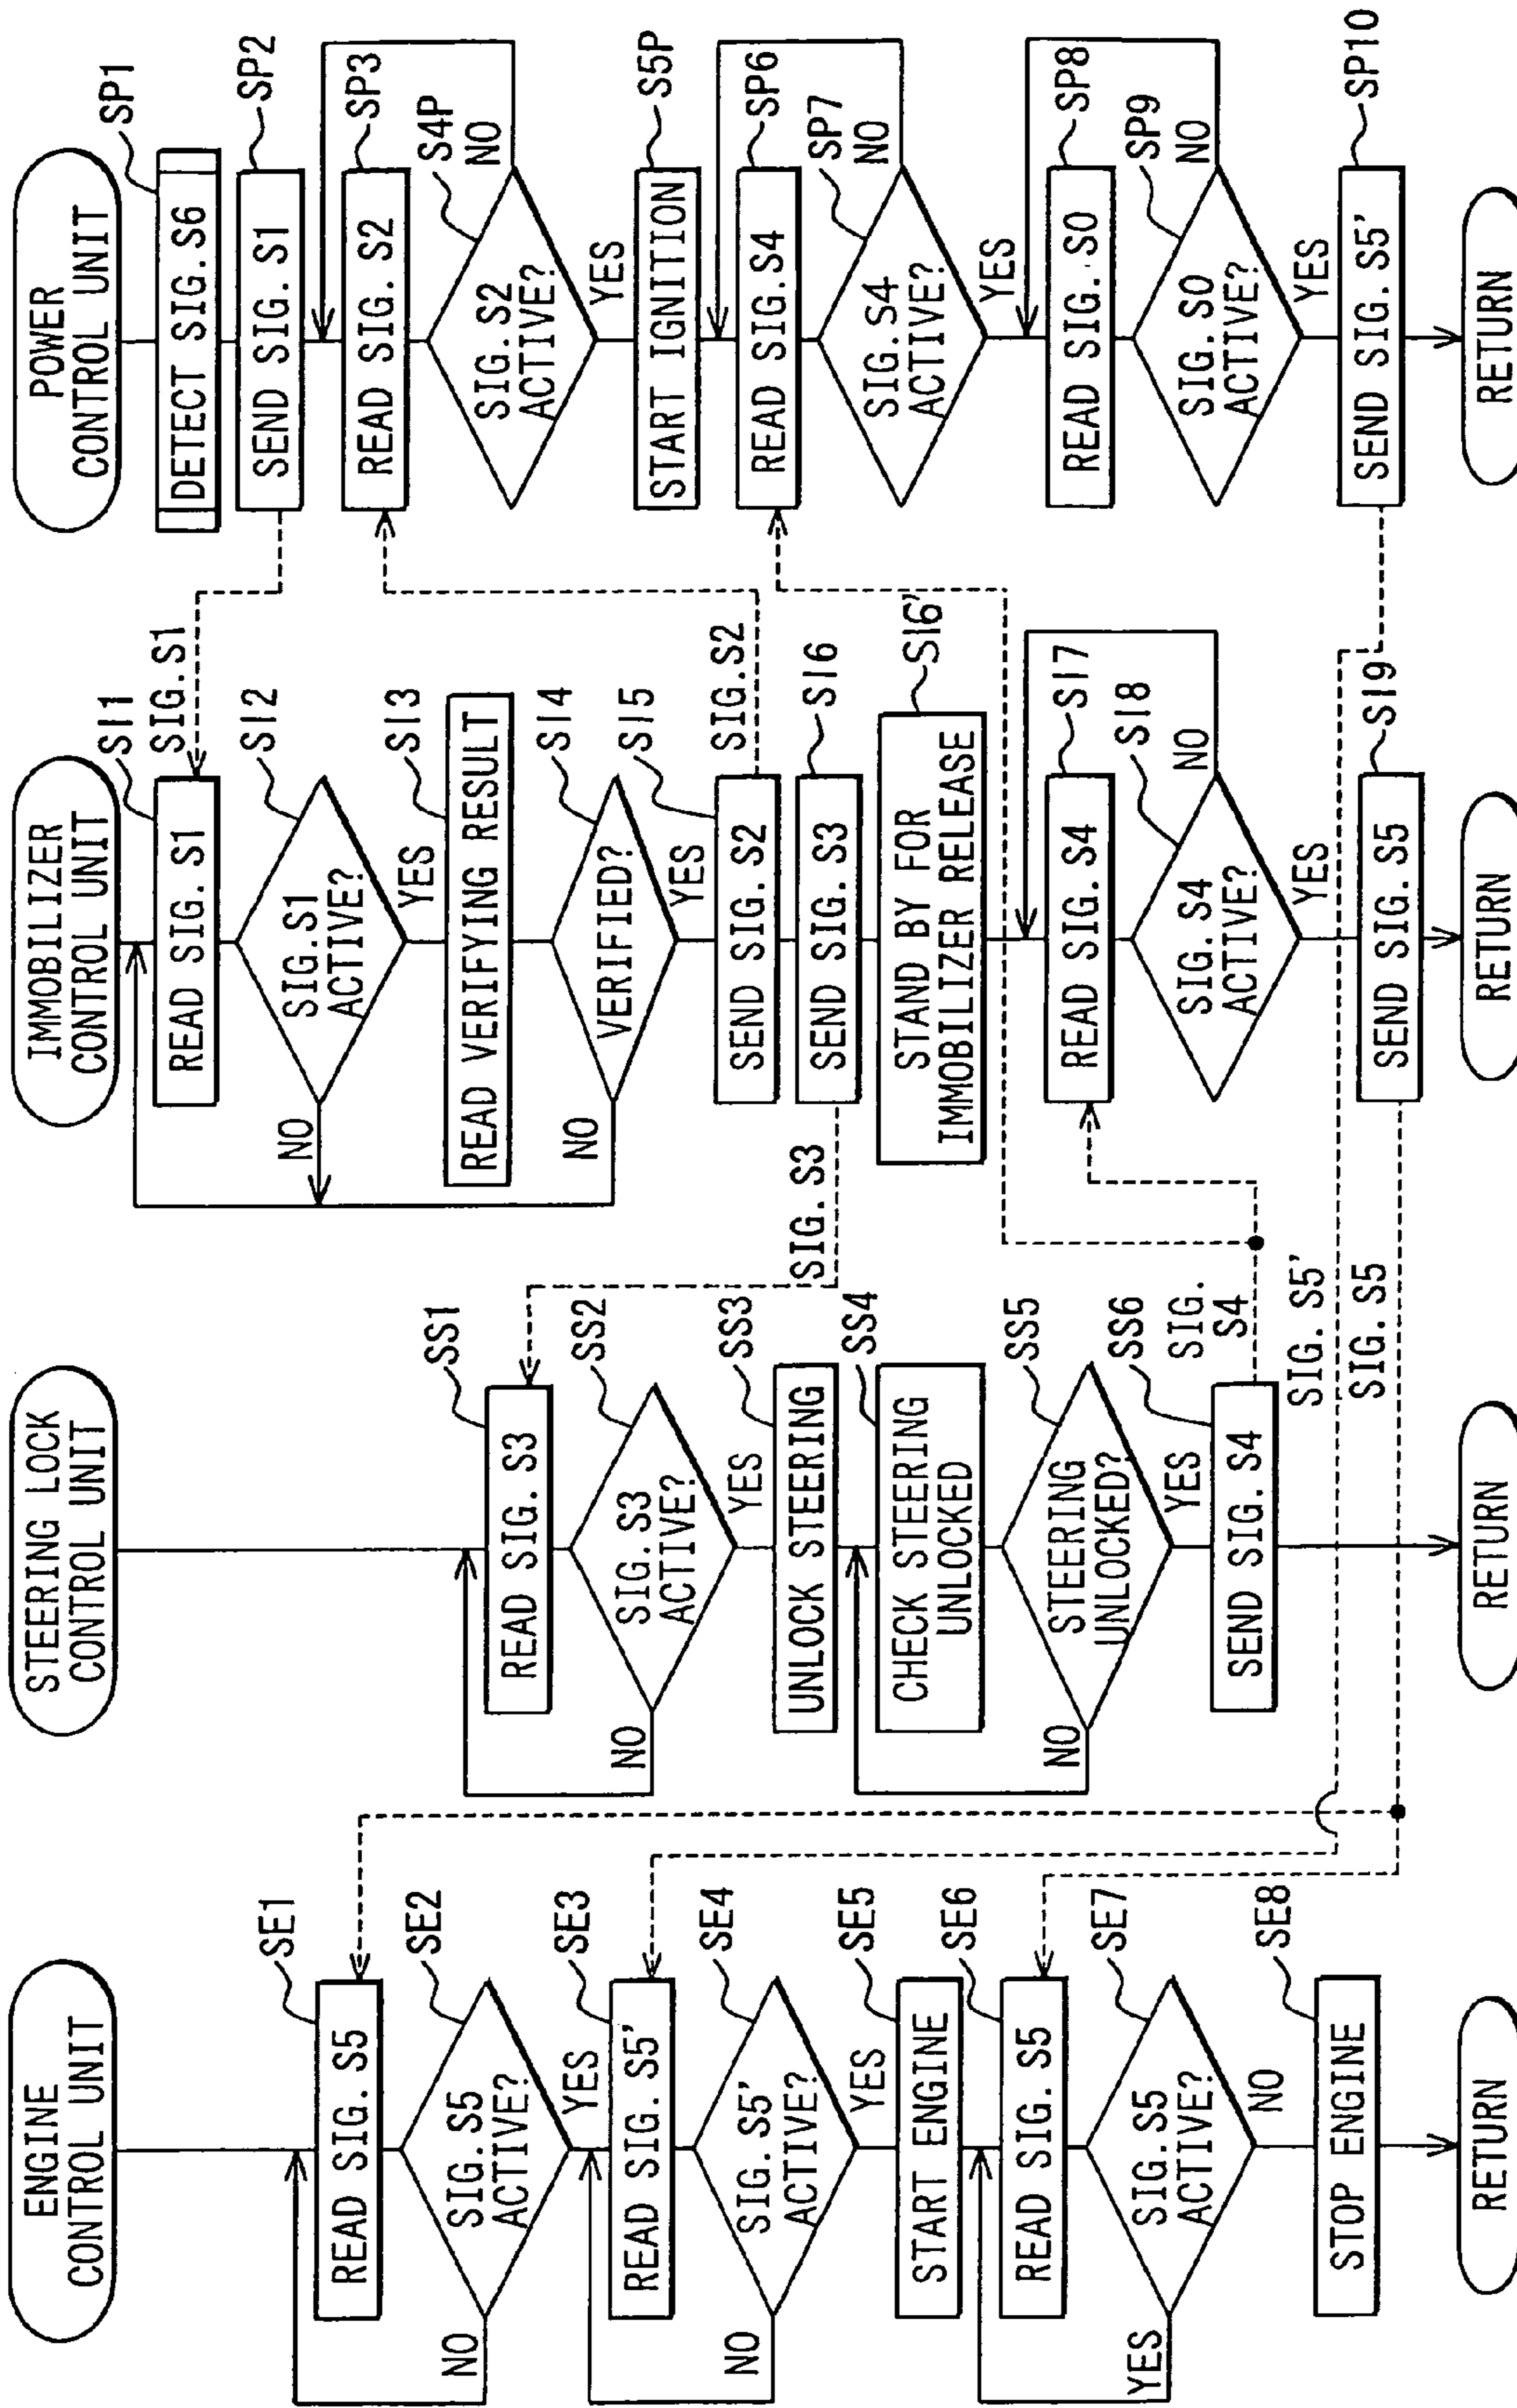 ENGINE
CONTROL UNIT
SE1
READ SIG. S5
SE2
SIG. S5
ACTIVE?
NO
YES
SE3
READ SIG. S5'
SE4
SIG. S5'
ACTIVE?
NO
YES
SE5
START ENGINE
SE6
READ SIG. S5
SE7
SIG. S5
ACTIVE?
YES
NO
SE8
STOP ENGINE
RETURN
STEERING LOCK
CONTROL UNIT
SS1
READ SIG. S3
SS2
SIG. S3
ACTIVE?
NO
YES
SS3
UNLOCK STEERING
SS4
CHECK STEERING
UNLOCKED
SS5
STEERING
UNLOCKED?
NO
YES
SS6
SEND SIG. S4
SIG.
S4
SIG. S5'
SIG. S5
RETURN
IMMOBILIZER
CONTROL UNIT
SI1
SIG. S1
READ SIG. S1
SI2
SIG. S1
ACTIVE?
NO
YES
SI3
READ VERIFYING RESULT
SI4
VERIFIED?
NO
YES
SI5
SIG. S2
SEND SIG. S2
SI6
SEND SIG. S3
SIG. S3
SI6'
STAND BY FOR
IMMOBILIZER RELEASE
SI7
READ SIG. S4
SI8
SIG. S4
ACTIVE?
NO
YES
SI9
SEND SIG. S5
RETURN
POWER
CONTROL UNIT
SP1
DETECT SIG. S6
SP2
SEND SIG. S1
SP3
READ SIG. S2
S4P
SIG. S2
ACTIVE?
NO
YES
S5P
START IGNITION
SP6
READ SIG. S4
SP7
SIG. S4
ACTIVE?
NO
YES
SP8
READ SIG. S0
SP9
SIG. S0
ACTIVE?
NO
YES
SP10
SEND SIG. S5'
RETURN